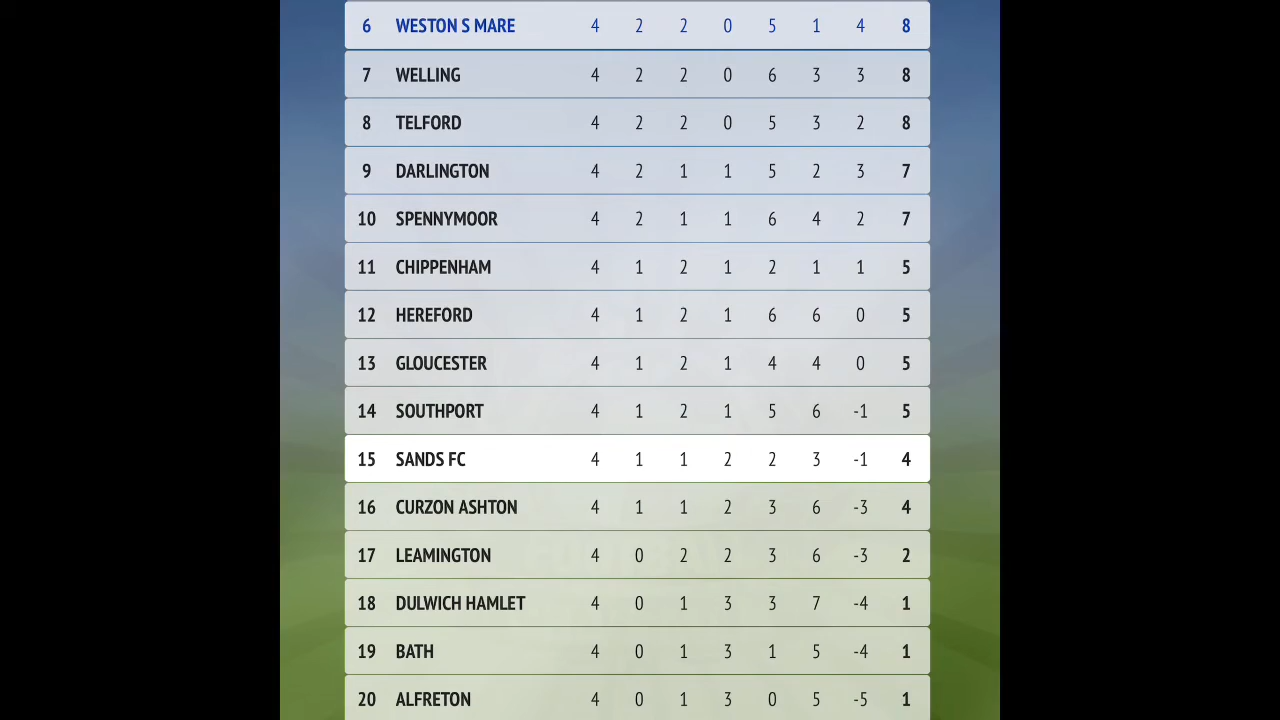 6 WESTON S MARE 4 2 2 0 5 1 4 8
7 WELLING 4 2 2 0 6 3 3 8
8 TELFORD 4 2 2 0 5 3 2 8
9 DARLINGTON 4 2 1 1 5 2 3 7
10 SPENNYMOOR 4 2 1 1 6 4 2 7
11 CHIPPENHAM 4 1 2 1 2 1 1 5
12 HEREFORD 4 1 2 1 6 6 0 5
13 GLOUCESTER 4 1 2 1 4 4 0 5
14 SOUTHPORT 4 1 2 1 5 6 -1 5
15 SANDS FC 4 1 1 2 2 3 -1 4
16 CURZON ASHTON 4 1 1 2 3 6 -3 4
17 LEAMINGTON 4 0 2 2 3 6 -3 2
18 DULWICH HAMLET 4 0 1 3 3 7 -4 1
19 BATH 4 0 1 3 1 5 -4 1
20 ALFRETON 4 0 1 3 0 5 -5 1